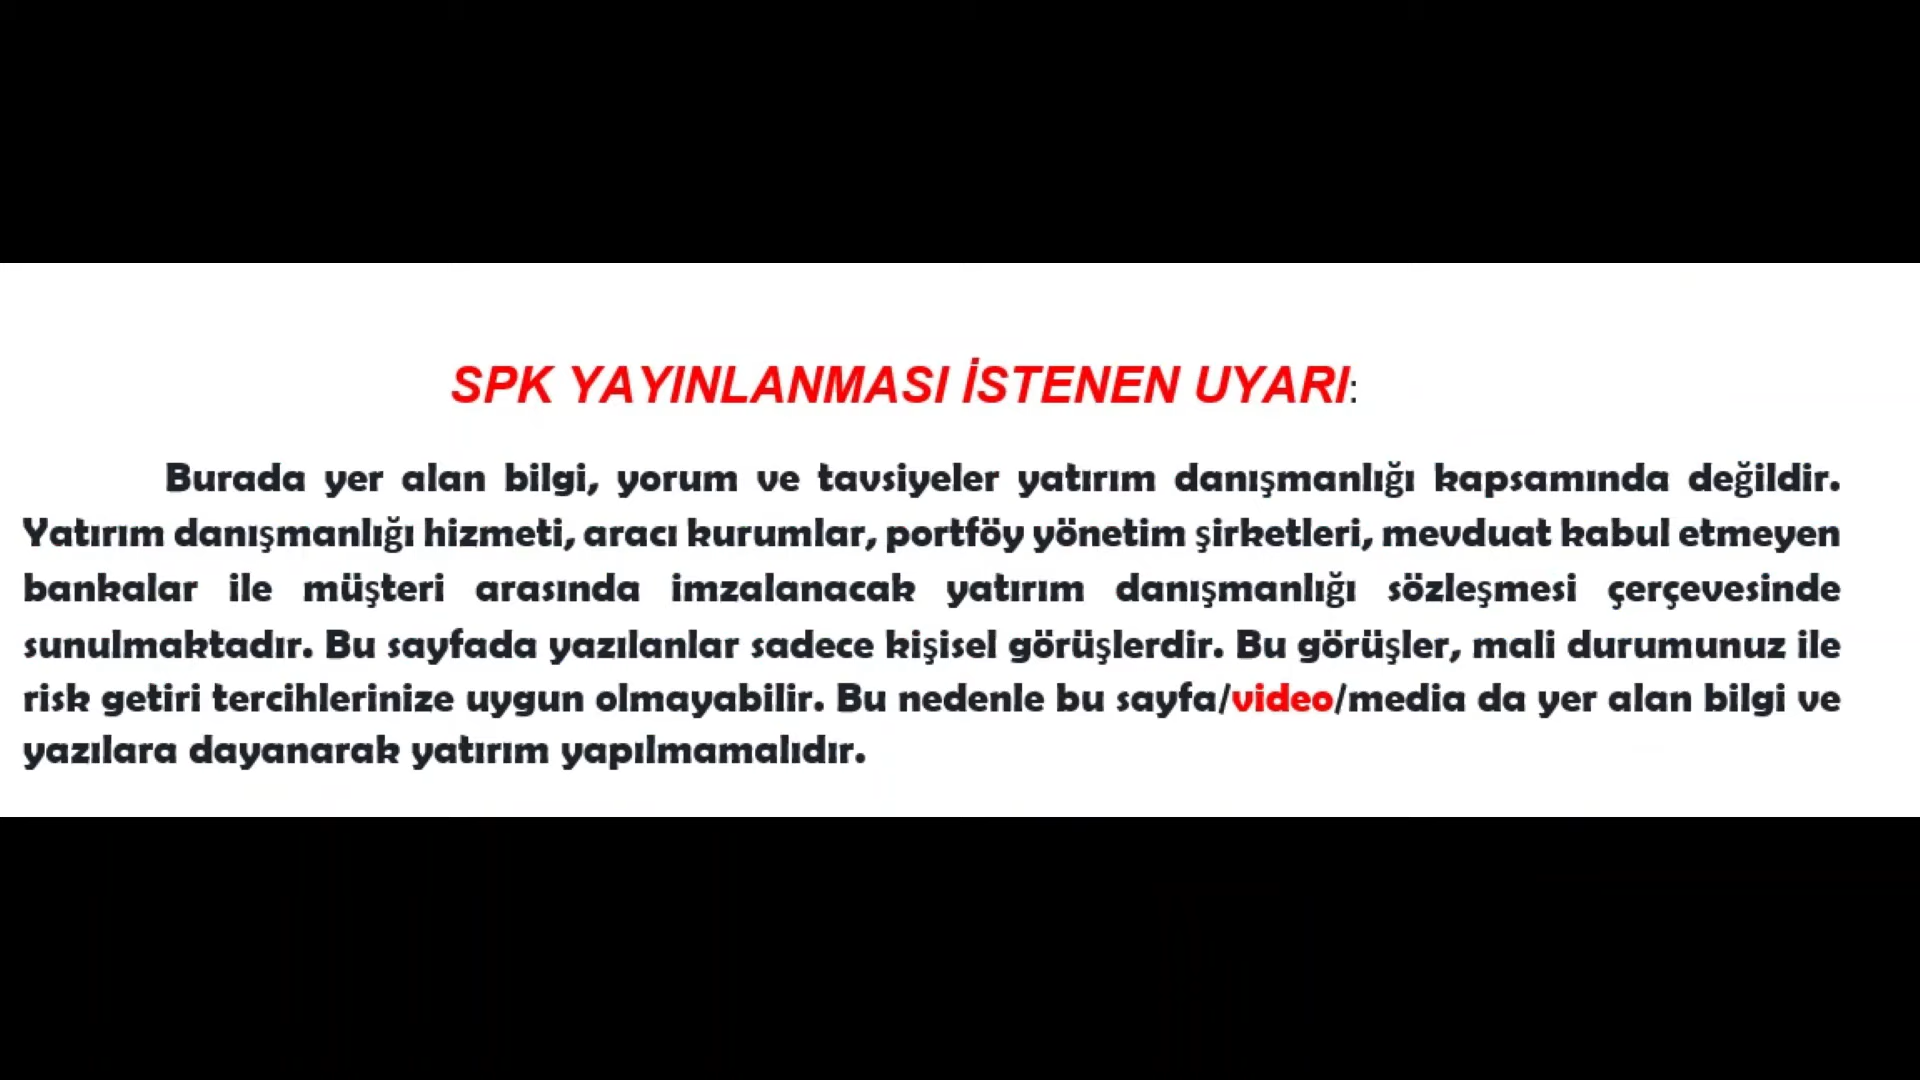 SPK YAYINLANMASI İSTENEN UYARI:
Burada yer alan bilgi, yorum ve tavsiyeler yatırım danışmanlığı kapsamında değildir.
Yatırım danışmanlığı hizmeti, aracı kurumlar, portföy yönetim şirketleri, mevduat kabul etmeyen
bankalar ile müşteri arasında imzalanacak yatırım danışmanlığı sözleşmesi çerçevesinde
sunulmaktadır. Bu sayfada yazılanlar sadece kişisel görüşlerdir. Bu görüşler, mali durumunuz ile
risk getiri tercihlerinize uygun olmayabilir. Bu nedenle bu sayfa/video/media da yer alan bilgi ve
yazılara dayanarak yatırım yapılmamalıdır.